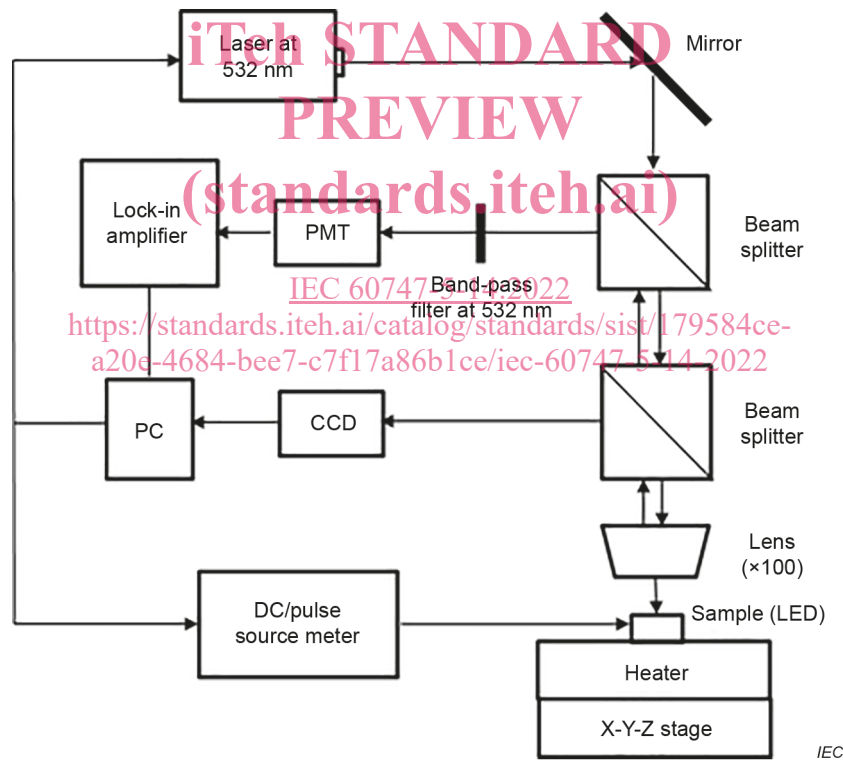 iTeh STANDARD
Laser at
532 nm
Mirror
PREVIEW
(standards.iteh.ai)
Lock-in
amplifier
PMT
Beam
splitter
IEC 60747-5-14:2022
Band-pass
filter at 532 nm
https://standards.iteh.ai/catalog/standards/sist/179584ce-
a20e-4684-bee7-c7f17a86b1ce/iec-60747-5-14-2022
PC
CCD
Beam
splitter
Lens
(×100)
DC/pulse
source meter
Sample (LED)
Heater
X-Y-Z stage
IEC